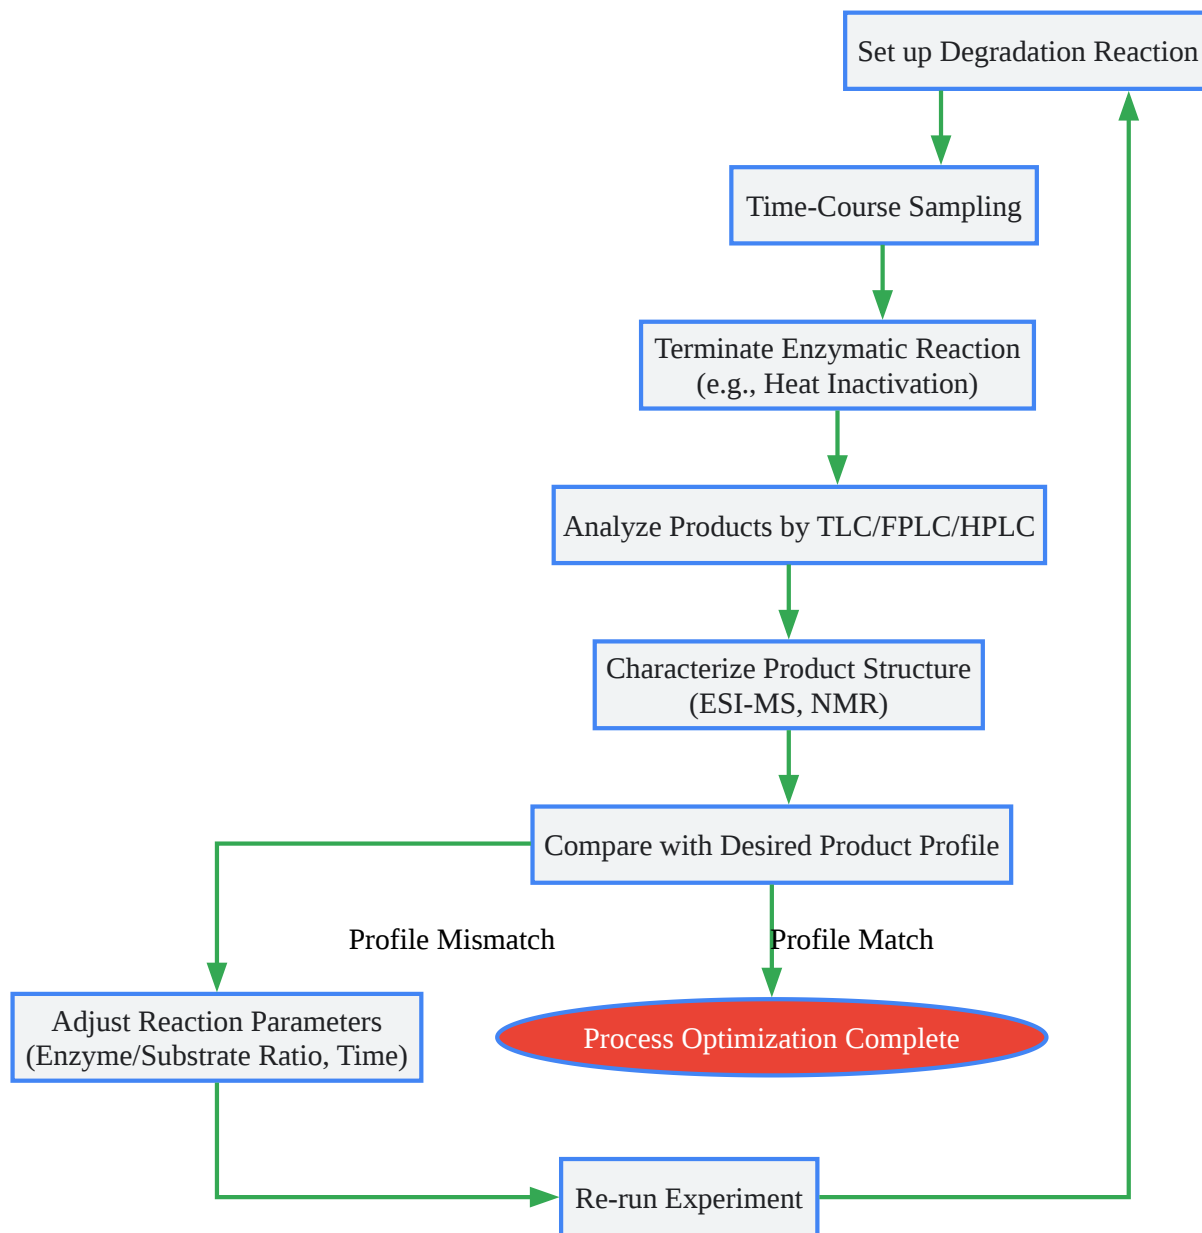 Set up Degradation Reaction
Time-Course Sampling
Terminate Enzymatic Reaction
(e.g., Heat Inactivation)
Analyze Products by TLC/FPLC/HPLC
Characterize Product Structure
(ESI-MS, NMR)
Compare with Desired Product Profile
Profile Mismatch
Profile Match
Adjust Reaction Parameters
(Enzyme/Substrate Ratio, Time)
Process Optimization Complete
Re-run Experiment